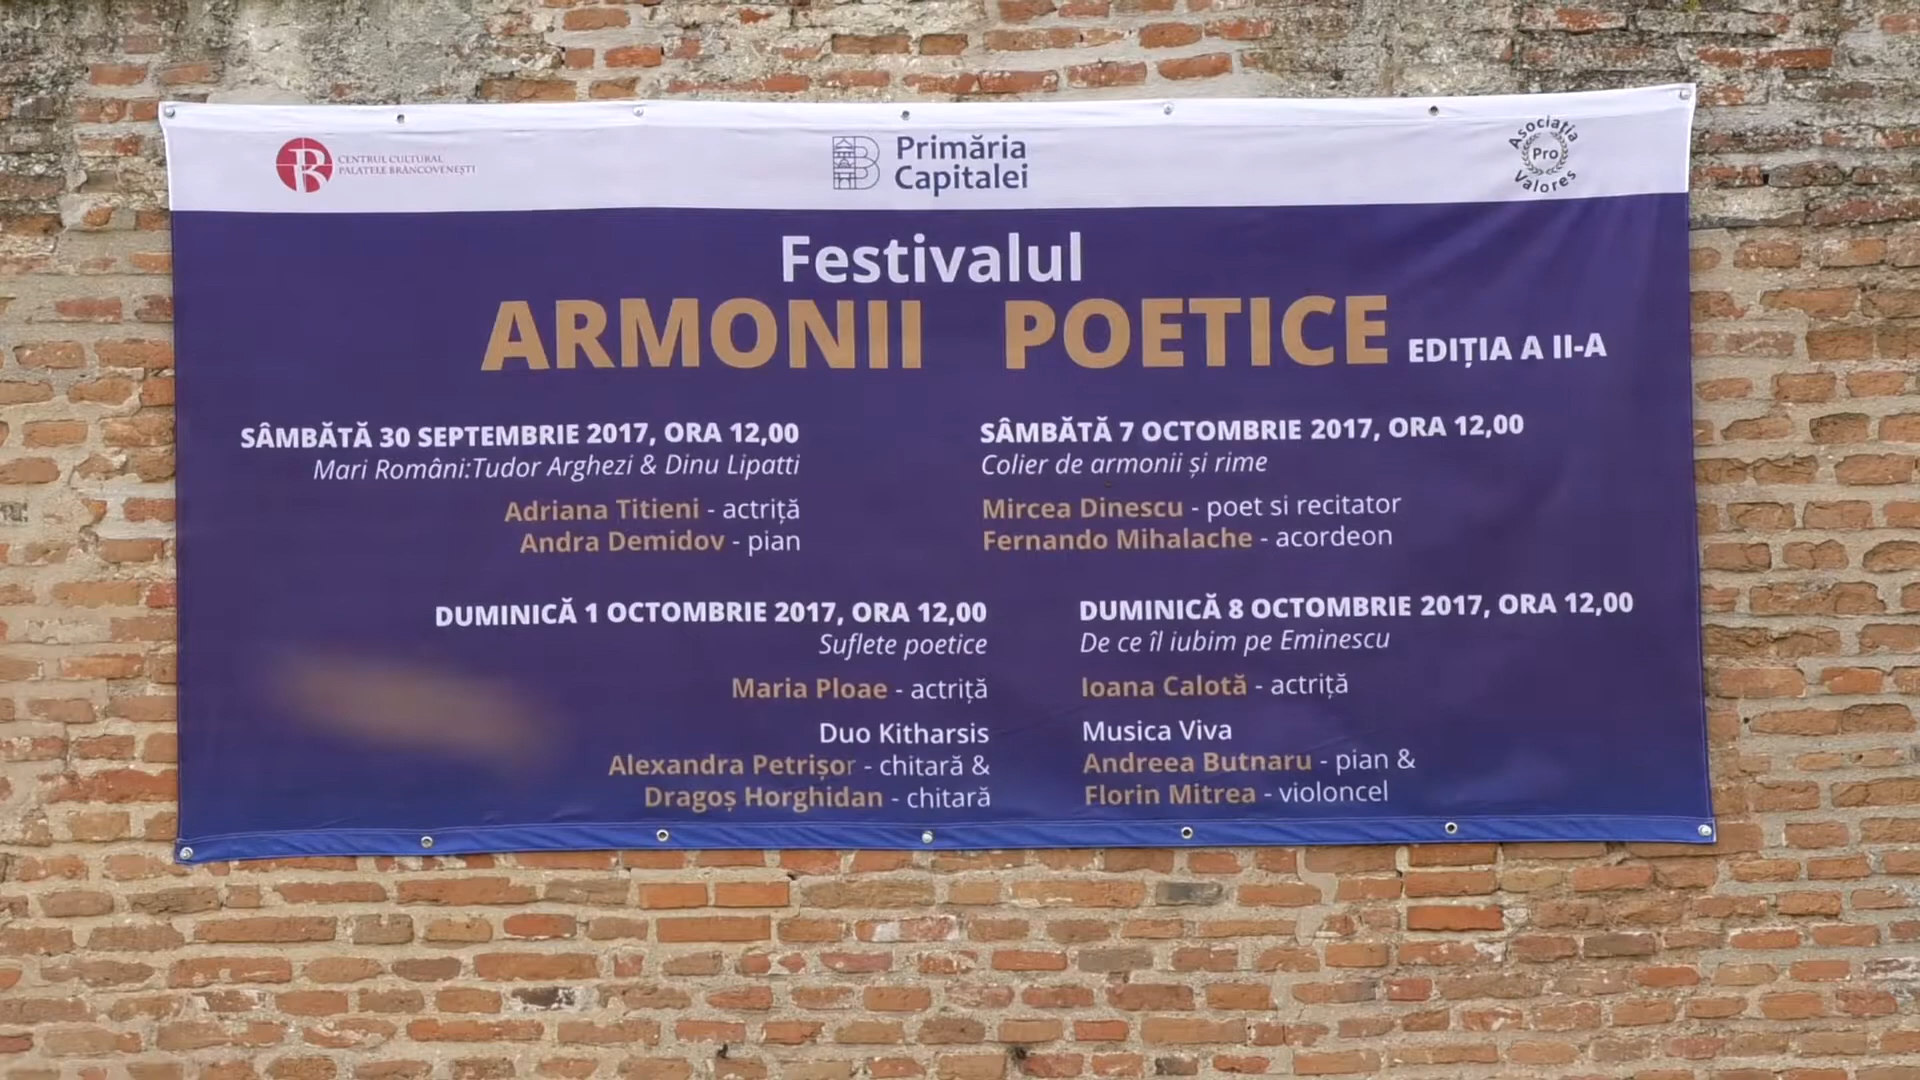 CENTRUL CULTURAL
PALATELE BRÂNCOVENEȘTI
Primăria
Capitalei
Asociația
Pro
Valores
Festivalul
ARMONII POETICE EDIȚIA A II-A
SÂMBĂTĂ 30 SEPTEMBRIE 2017, ORA 12,00
Mari Români:Tudor Arghezi & Dinu Lipatti
Adriana Titieni - actriță
Andra Demidov - pian
DUMINICĂ 1 OCTOMBRIE 2017, ORA 12,00
Suflete poetice
Maria Ploae - actriță
Duo Kitharsis
Alexandra Petrișor - chitară &
Dragoș Horghidan - chitară
SÂMBĂTĂ 7 OCTOMBRIE 2017, ORA 12,00
Colier de armonii și rime
Mircea Dinescu - poet si recitator
Fernando Mihalache - acordeon
DUMINICĂ 8 OCTOMBRIE 2017, ORA 12,00
De ce îl iubim pe Eminescu
Ioana Calotă - actriță
Musica Viva
Andreea Butnaru - pian &
Florin Mitrea - violoncel